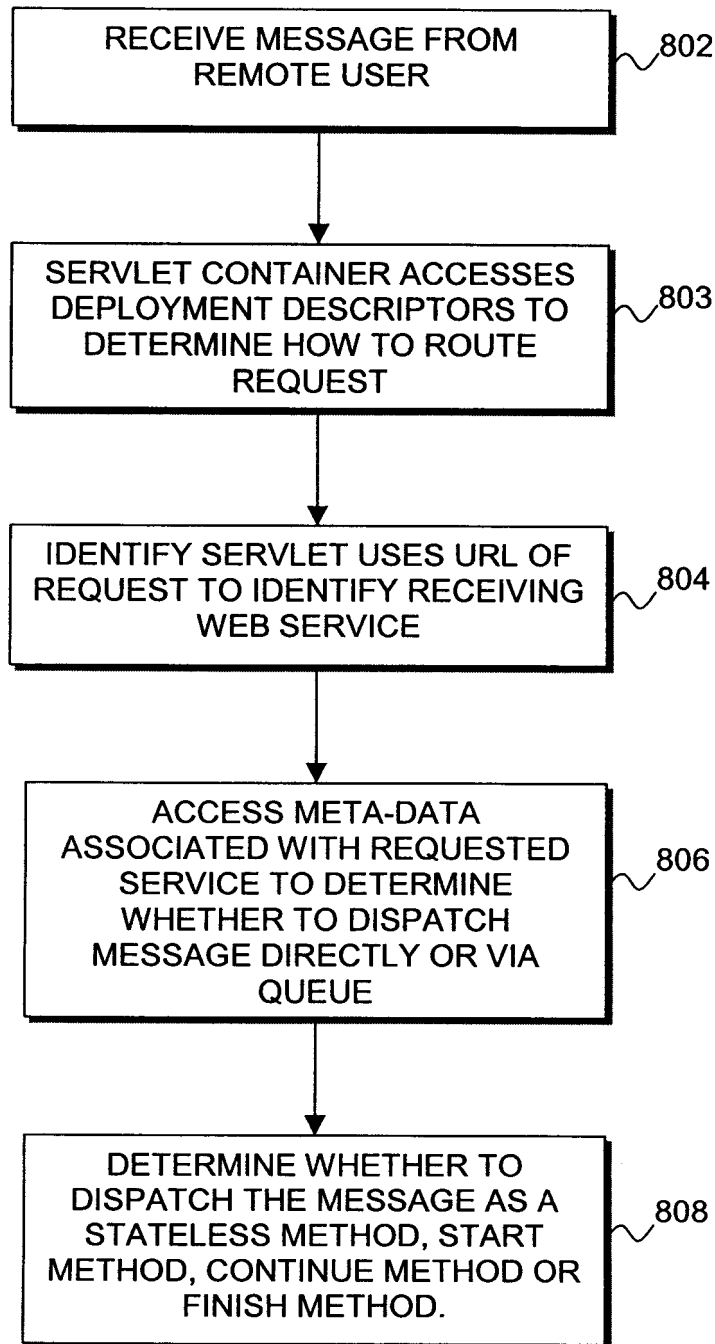 RECEIVE MESSAGE FROM
REMOTE USER
802
SERVLET CONTAINER ACCESSES
DEPLOYMENT DESCRIPTORS TO
DETERMINE HOW TO ROUTE
REQUEST
803
IDENTIFY SERVLET USES URL OF
REQUEST TO IDENTIFY RECEIVING
WEB SERVICE
804
ACCESS META-DATA
ASSOCIATED WITH REQUESTED
SERVICE TO DETERMINE
WHETHER TO DISPATCH
MESSAGE DIRECTLY OR VIA
QUEUE
806
DETERMINE WHETHER TO
DISPATCH THE MESSAGE AS A
STATELESS METHOD, START
METHOD, CONTINUE METHOD OR
FINISH METHOD.
808